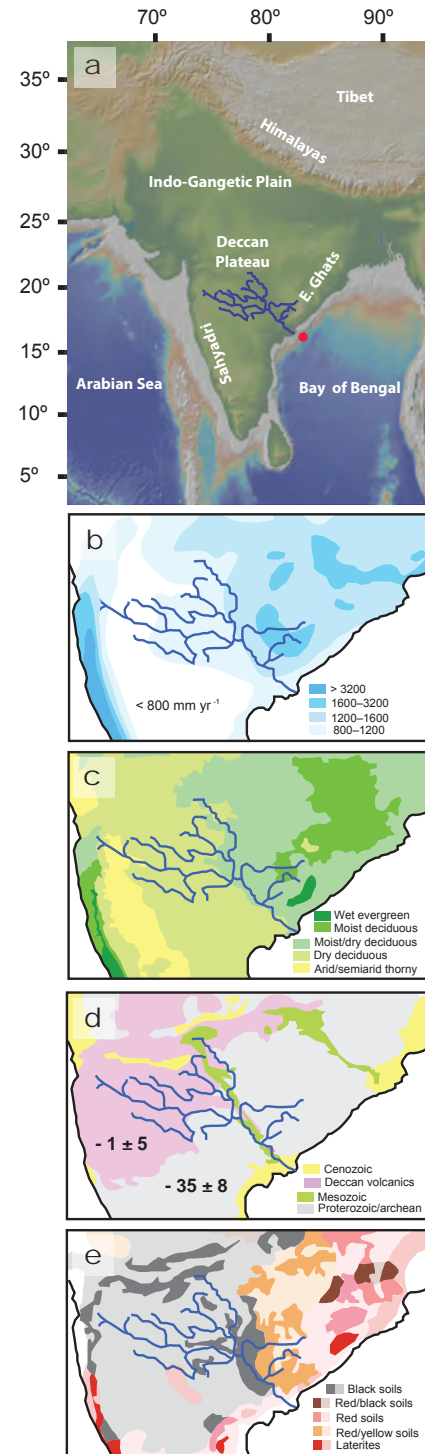 70º 80º 90º
a
35º
30º
25º
20º
15º
10º
5º
Tibet
Himalayas
Indo-Gangetic Plain
Deccan
Plateau
E. Ghats
Sahyadri
Arabian Sea
Bay of Bengal
b
< 800 mm yr⁻¹
> 3200
1600–3200
1200–1600
800–1200
c
Wet evergreen
Moist deciduous
Moist/dry deciduous
Dry deciduous
Arid/semiarid thorny
d
- 1 ± 5
- 35 ± 8
Cenozoic
Deccan volcanics
Mesozoic
Proterozoic/archean
e
Black soils
Red/black soils
Red soils
Red/yellow soils
Laterites